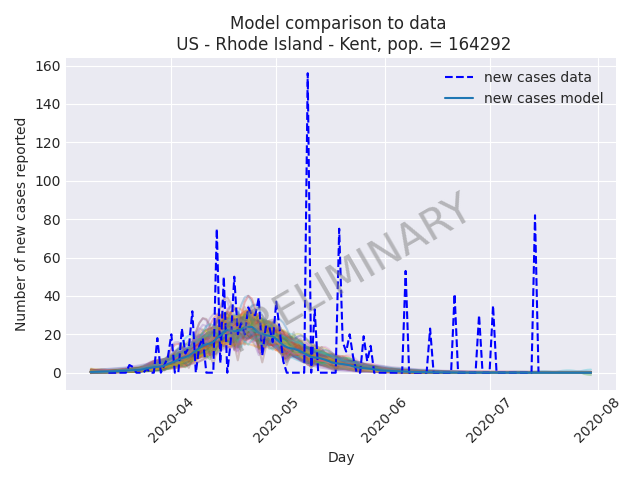 Model comparison to data
US - Rhode Island - Kent, pop. = 164292
new cases data
new cases model
PRELIMINARY
Number of new cases reported
160
140
120
100
80
60
40
20
0
2020-04
2020-05
2020-06
2020-07
2020-08
Day